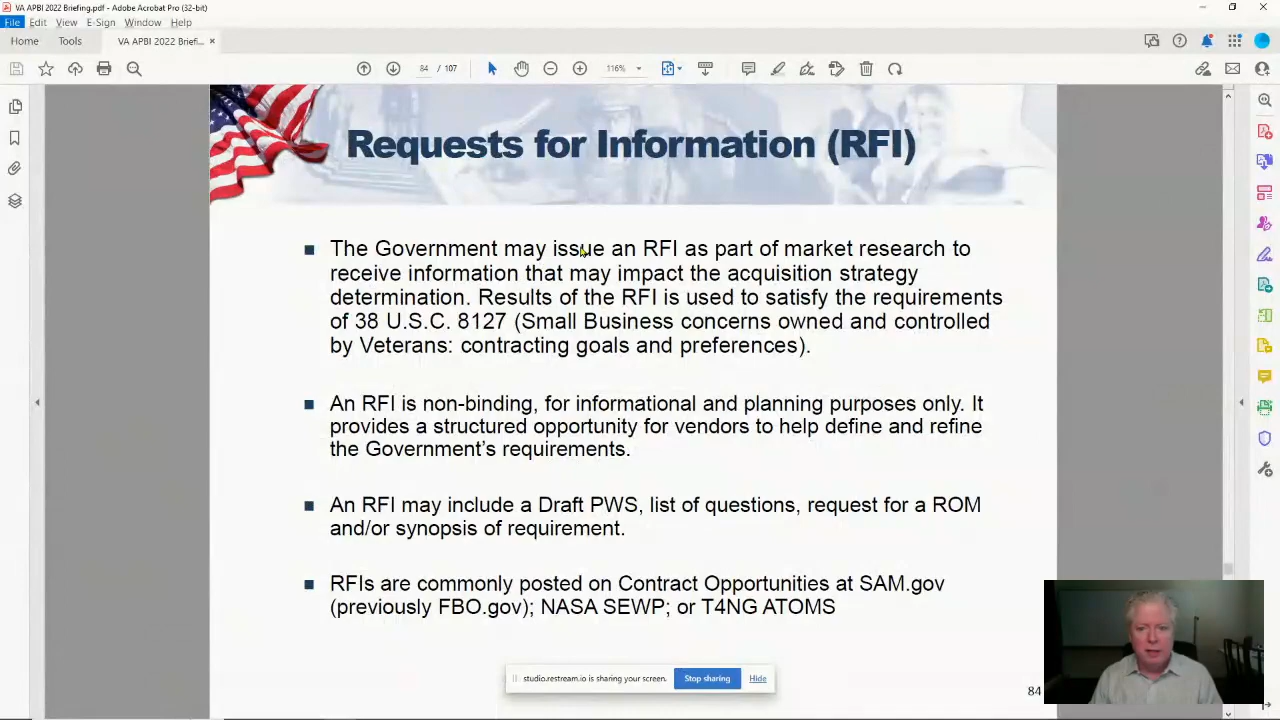 VA APBI 2022 Briefing.pdf - Adobe Acrobat Pro (32-bit)
File Edit View E-Sign Window Help
Home Tools VA APBI 2022 Briefi... ×
84 / 107 116%
Requests for Information (RFI)
■ The Government may issue an RFI as part of market research to
receive information that may impact the acquisition strategy
determination. Results of the RFI is used to satisfy the requirements
of 38 U.S.C. 8127 (Small Business concerns owned and controlled
by Veterans: contracting goals and preferences).
■ An RFI is non-binding, for informational and planning purposes only. It
provides a structured opportunity for vendors to help define and refine
the Government's requirements.
■ An RFI may include a Draft PWS, list of questions, request for a ROM
and/or synopsis of requirement.
■ RFIs are commonly posted on Contract Opportunities at SAM.gov
(previously FBO.gov); NASA SEWP; or T4NG ATOMS
studio.restream.io is sharing your screen. Stop sharing Hide
84